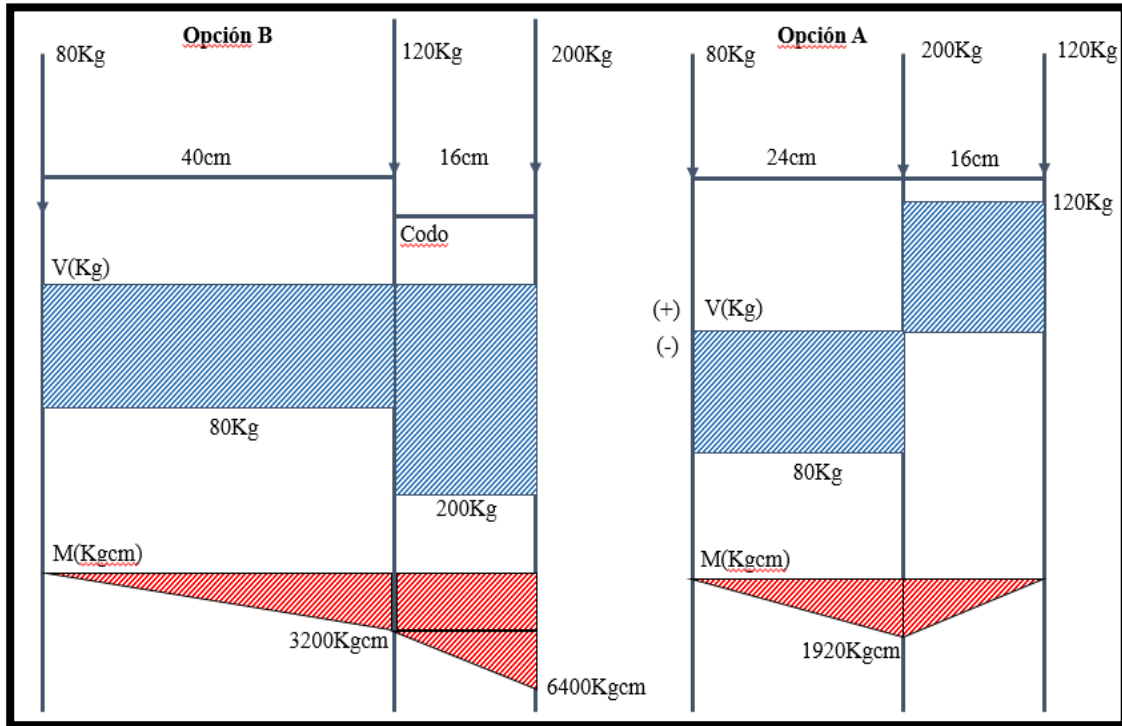 Opción B
80Kg
120Kg
200Kg
40cm
16cm
Codo
V(Kg)
80Kg
200Kg
M(Kgcm)
3200Kgcm
6400Kgcm
Opción A
80Kg
200Kg
120Kg
24cm
16cm
120Kg
(+)
V(Kg)
(-)
80Kg
M(Kgcm)
1920Kgcm